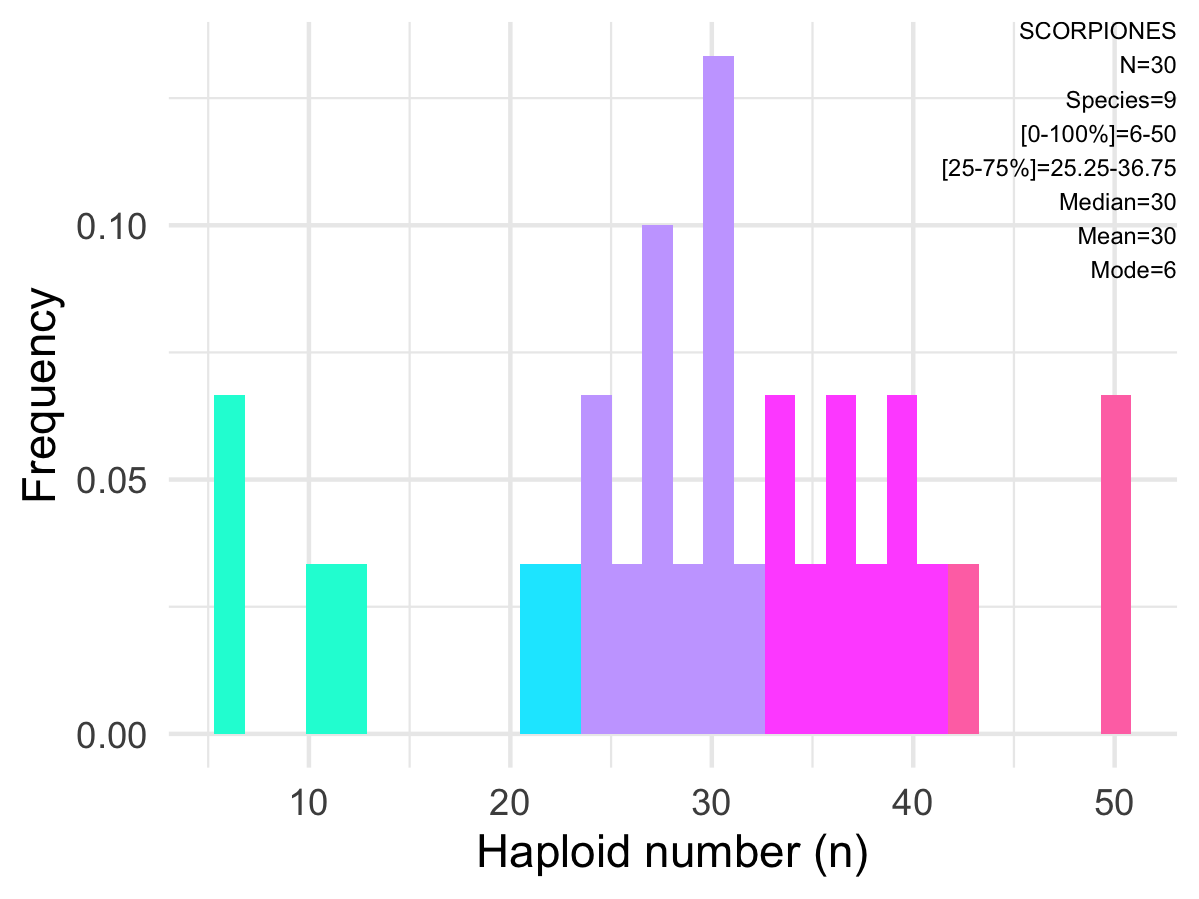 SCORPIONES
N=30
Species=9
[0-100%]=6-50
[25-75%]=25.25-36.75
Median=30
Mean=30
Mode=6
Frequency
0.10
0.05
0.00
10 20 30 40 50
Haploid number (n)